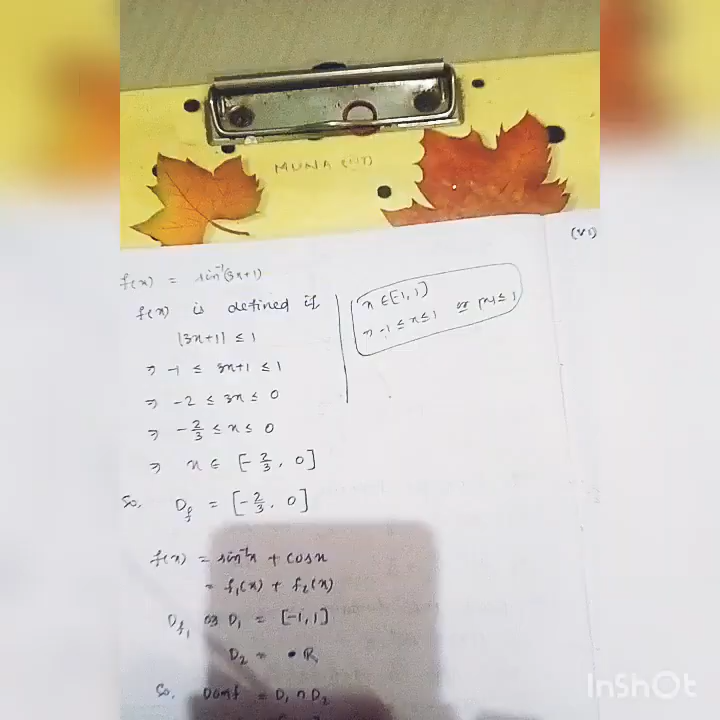 MUNA
(VI)
f(x) = sin⁻¹(3x+1)
f(x) is defined if
|3x+1| ≤ 1
⇒ -1 ≤ 3x+1 ≤ 1
⇒ -2 ≤ 3x ≤ 0
⇒ -2/3 ≤ x ≤ 0
⇒ x ∈ [-2/3, 0]
So, D_f = [-2/3, 0]
x ∈ [-1, 1]
⇒ -1 ≤ x ≤ 1 or |x| ≤ 1
f(x) = sin⁻¹x + cosx
= f₁(x) + f₂(x)
D_f₁ or D₁ = [-1, 1]
D₂ = R
So, Domf = D₁ ∩ D₂
InShOt